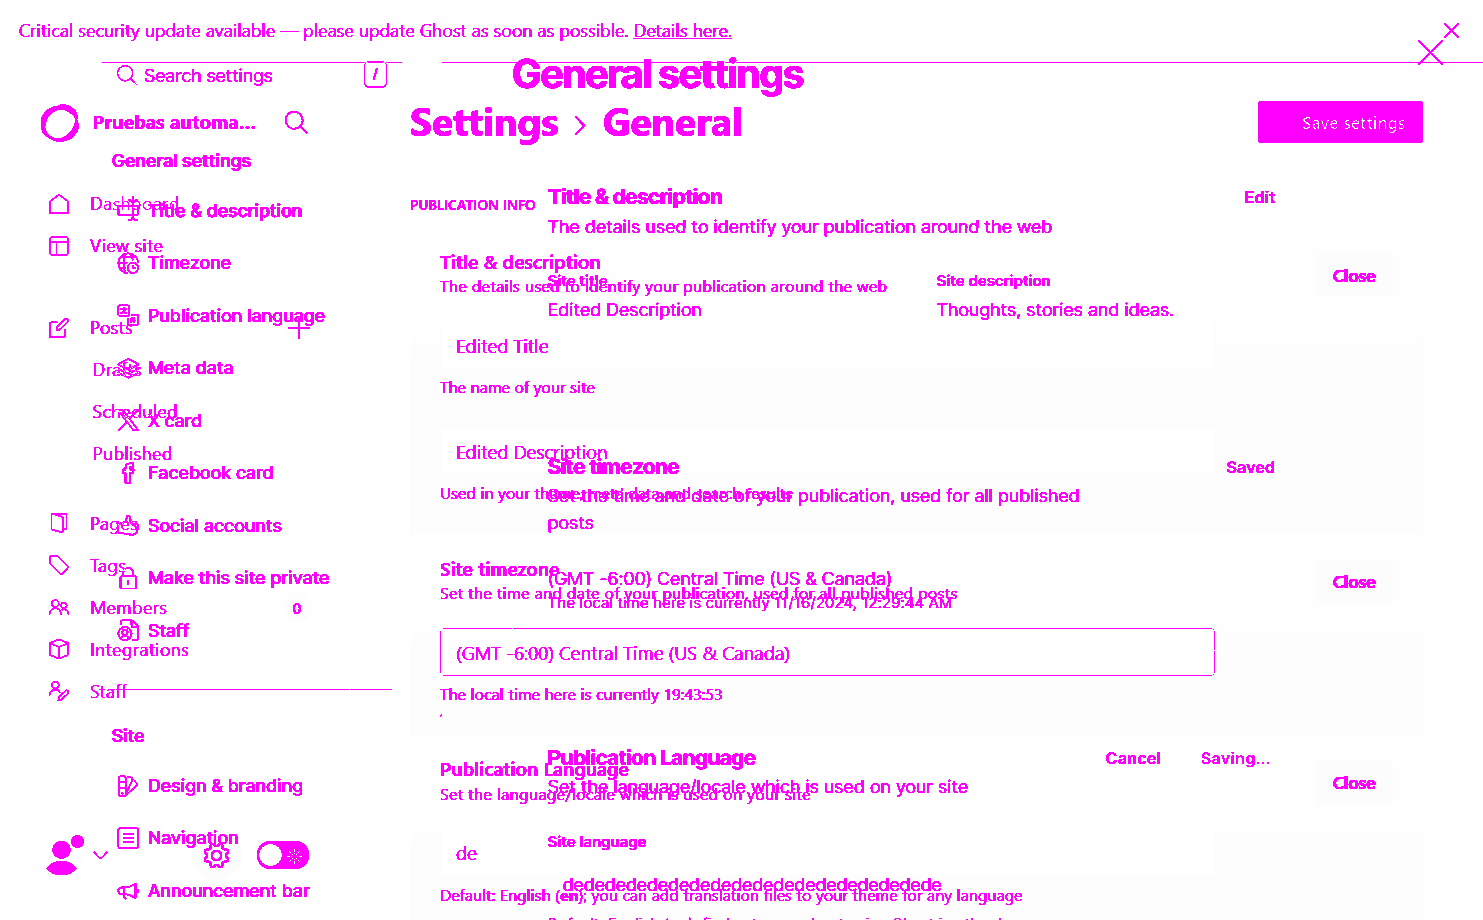 Critical security update available — please update Ghost as soon as possible. Details here.
Search settings
/
General settings
Pruebas automa...
Settings > General
Save settings
General settings
Dashboard
Title & description
View site
Timezone
Publication language
Posts
Drafts
Meta data
Scheduled
X card
Published
Facebook card
Pages
Social accounts
Tags
Make this site private
Members
0
Staff
Integrations
Staff
Site
Design & branding
Navigation
Announcement bar
PUBLICATION INFO
Title & description
Edit
The details used to identify your publication around the web
Title & description
Close
The details used to identify your publication around the web
Site title
Site description
Edited Description
Thoughts, stories and ideas.
Edited Title
The name of your site
Edited Description
Site timezone
Saved
Used in your theme, meta data and search results
Set the time and date of your publication, used for all published
posts
Site timezone
(GMT -6:00) Central Time (US & Canada)
Close
Set the time and date of your publication, used for all published posts
The local time here is currently 11/16/2024, 12:29:44 AM
(GMT -6:00) Central Time (US & Canada)
The local time here is currently 19:43:53
Publication Language
Cancel
Saving...
Publication Language
Close
Set the language/locale which is used on your site
Set the language/locale which is used on your site
Site language
de
dedededededededededededededededededede
Default: English (en); you can add translation files to your theme for any language